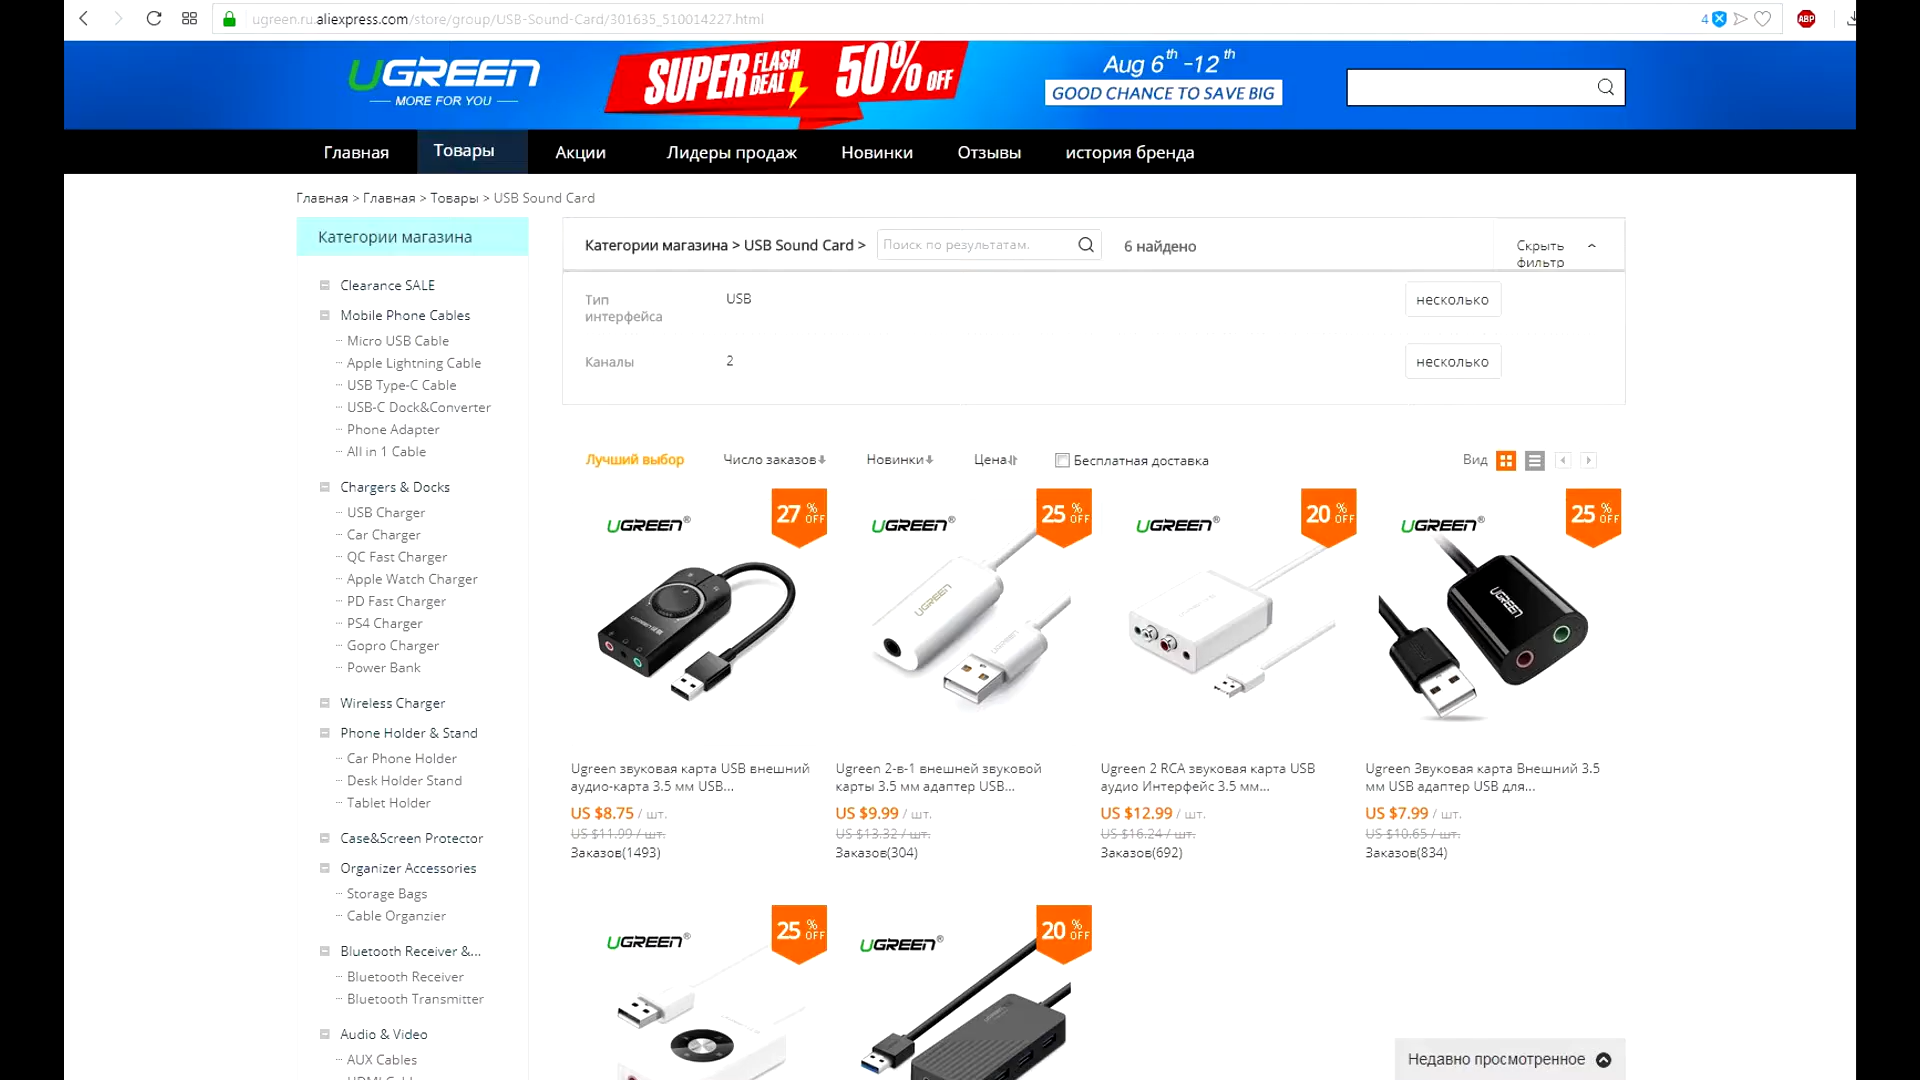 ugreen.ru.aliexpress.com/store/group/USB-Sound-Card/301635_510014227.html
4
ABP
UGREEN
MORE FOR YOU
SUPER FLASH DEAL 50% OFF
Aug 6th -12th
GOOD CHANCE TO SAVE BIG
Главная Товары Акции Лидеры продаж Новинки Отзывы история бренда
Главная > Главная > Товары > USB Sound Card
Категории магазина
Clearance SALE
Mobile Phone Cables
Micro USB Cable
Apple Lightning Cable
USB Type-C Cable
USB-C Dock&Converter
Phone Adapter
All in 1 Cable
Chargers & Docks
USB Charger
Car Charger
QC Fast Charger
Apple Watch Charger
PD Fast Charger
PS4 Charger
Gopro Charger
Power Bank
Wireless Charger
Phone Holder & Stand
Car Phone Holder
Desk Holder Stand
Tablet Holder
Case&Screen Protector
Organizer Accessories
Storage Bags
Cable Organzier
Bluetooth Receiver &...
Bluetooth Receiver
Bluetooth Transmitter
Audio & Video
AUX Cables
Категории магазина > USB Sound Card > Поиск по результатам. 6 найдено
Скрыть
фильтр
Тип
интерфейса
USB
несколько
Каналы 2 несколько
Лучший выбор Число заказов Новинки Цена Бесплатная доставка Вид
UGREEN® 27 % OFF
UGREEN® 25 % OFF
UGREEN® 20 % OFF
UGREEN® 25 % OFF
UGREEN
UGREEN
UGREEN
Ugreen звуковая карта USB внешний
аудио-карта 3.5 мм USB...
US $8.75 / шт.
US $11.99 / шт.
Заказов(1493)
Ugreen 2-в-1 внешней звуковой
карты 3.5 мм адаптер USB...
US $9.99 / шт.
US $13.32 / шт.
Заказов(304)
Ugreen 2 RCA звуковая карта USB
аудио Интерфейс 3.5 мм...
US $12.99 / шт.
US $16.24 / шт.
Заказов(692)
Ugreen Звуковая карта Внешний 3.5
мм USB адаптер USB для...
US $7.99 / шт.
US $10.65 / шт.
Заказов(834)
UGREEN® 25 % OFF
UGREEN® 20 % OFF
Недавно просмотренное